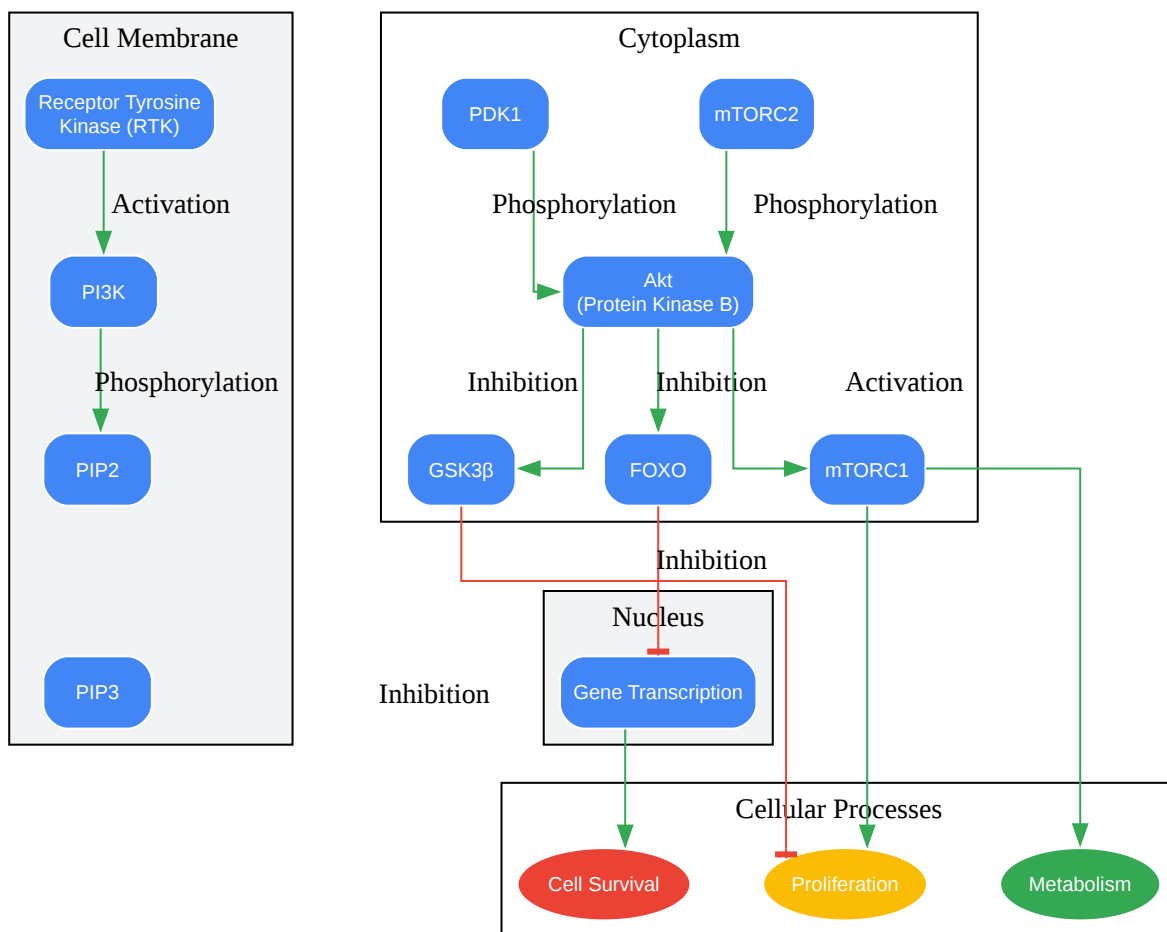 Cell Membrane
Receptor Tyrosine
Kinase (RTK)
Activation
PI3K
Phosphorylation
PIP2
PIP3
Cytoplasm
PDK1
mTORC2
Phosphorylation
Phosphorylation
Akt
(Protein Kinase B)
Inhibition
Inhibition
Activation
GSK3β
FOXO
mTORC1
Inhibition
Nucleus
Gene Transcription
Inhibition
Cellular Processes
Cell Survival
Proliferation
Metabolism